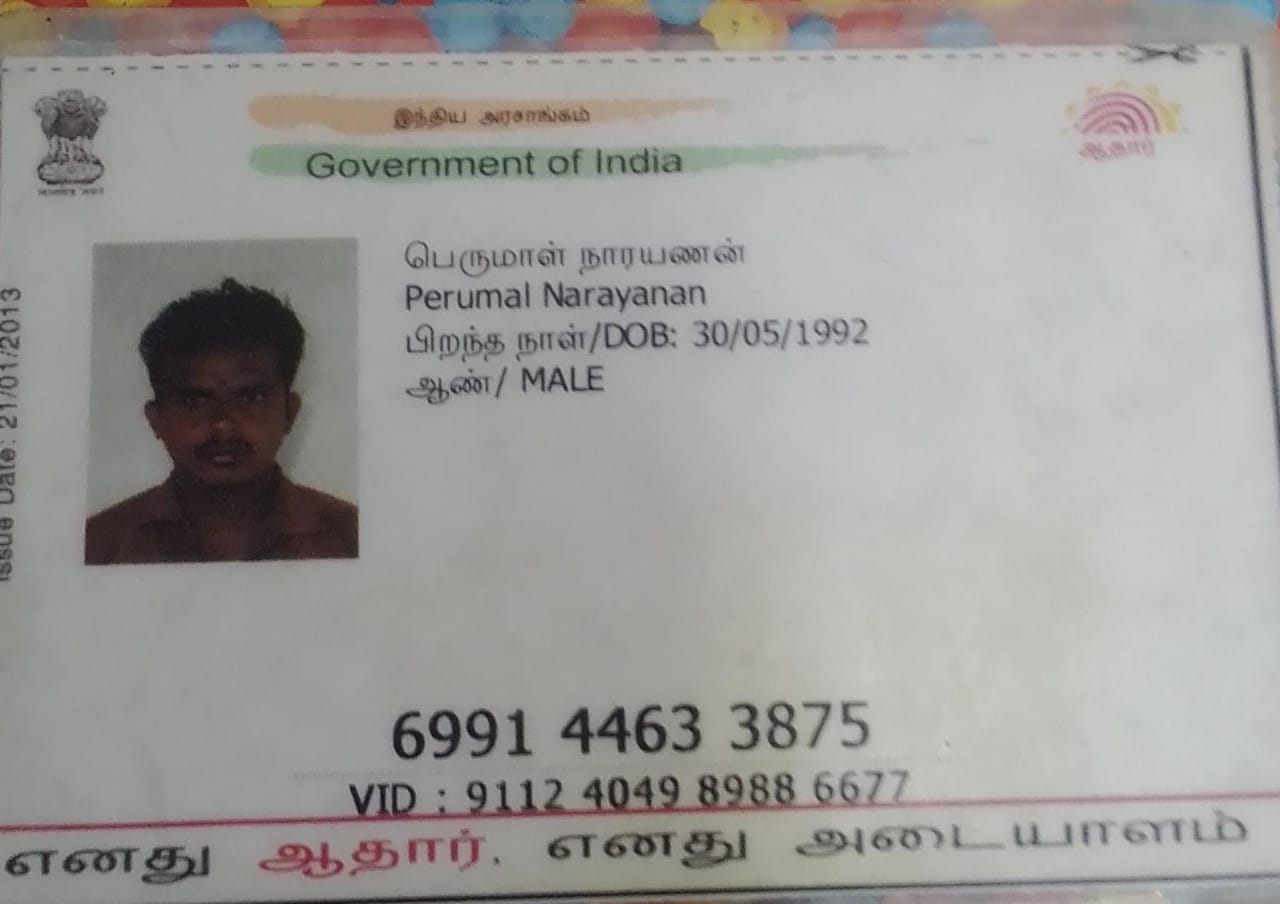 இந்திய அரசாங்கம்
Government of India
ஆதார்
பெருமாள் நாராயணன்
Perumal Narayanan
பிறந்த நாள்/DOB: 30/05/1992
ஆண்/ MALE
Issue Date: 21/01/2013
6991 4463 3875
VID : 9112 4049 8988 6677
எனது ஆதார், எனது அடையாளம்